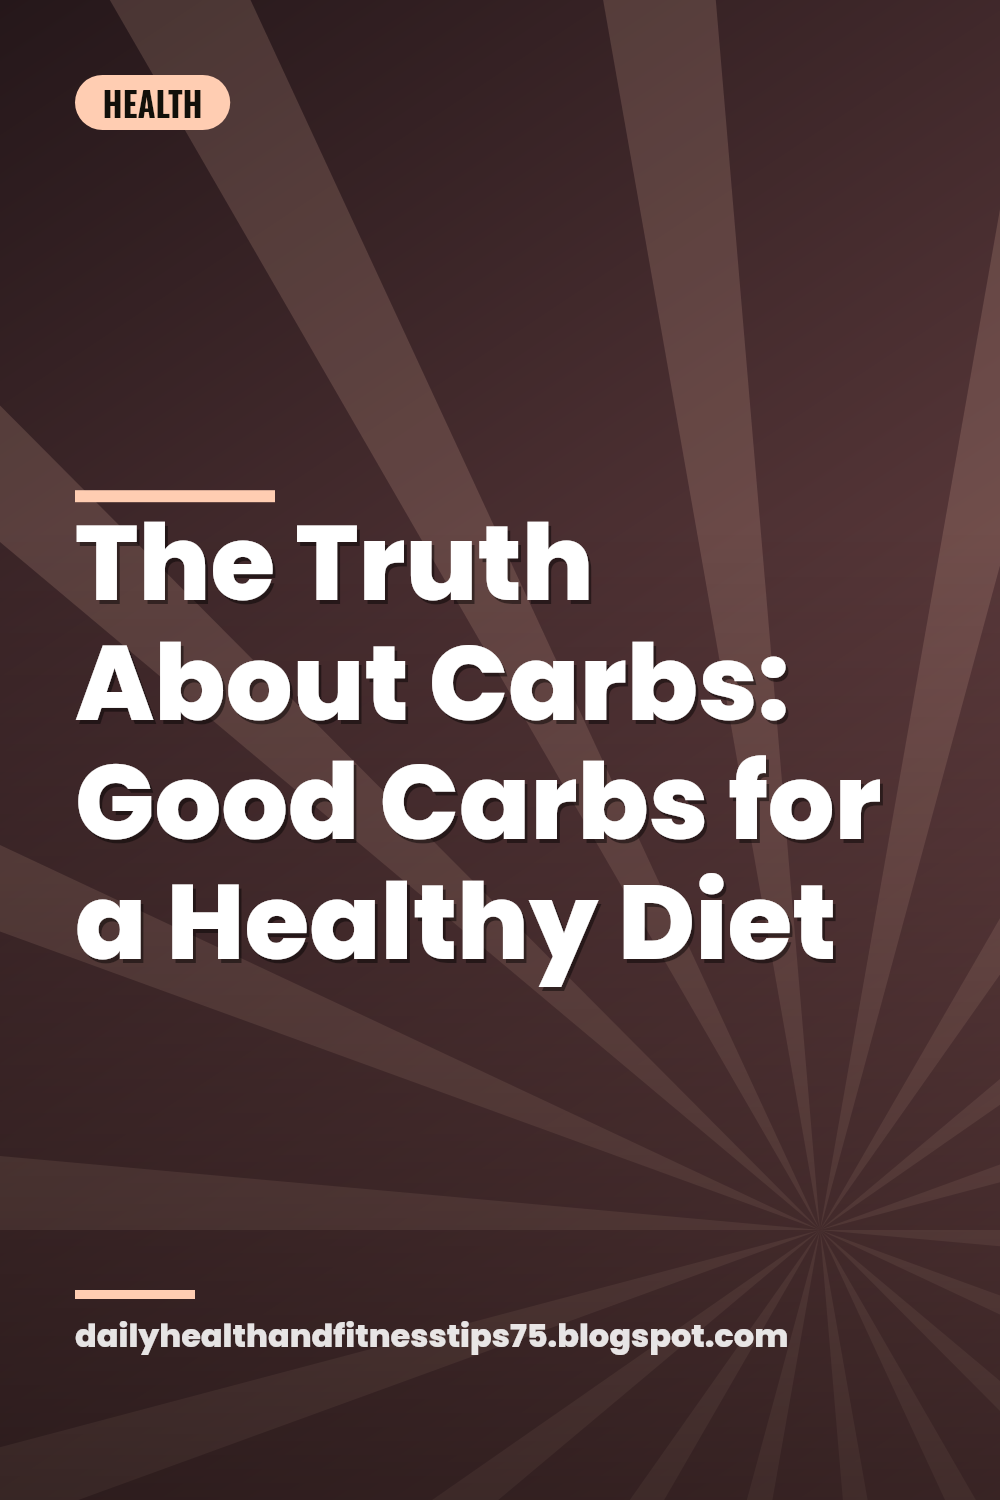 HEALTH
The Truth
About Carbs:
Good Carbs for
a Healthy Diet
dailyhealthandfitnesstips75.blogspot.com